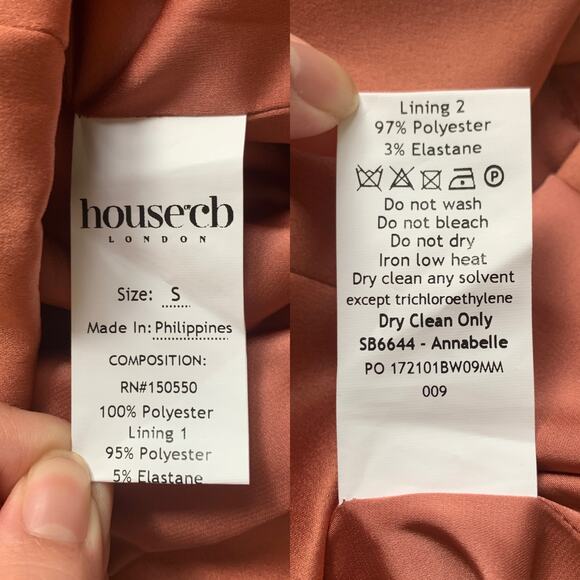 house of cb
LONDON
Size: S
Made In: Philippines
COMPOSITION:
RN#150550
100% Polyester
Lining 1
95% Polyester
5% Elastane
Lining 2
97% Polyester
3% Elastane
P
Do not wash
Do not bleach
Do not dry
Iron low heat
Dry clean any solvent
except trichloroethylene
Dry Clean Only
SB6644 - Annabelle
PO 172101BW09MM
009